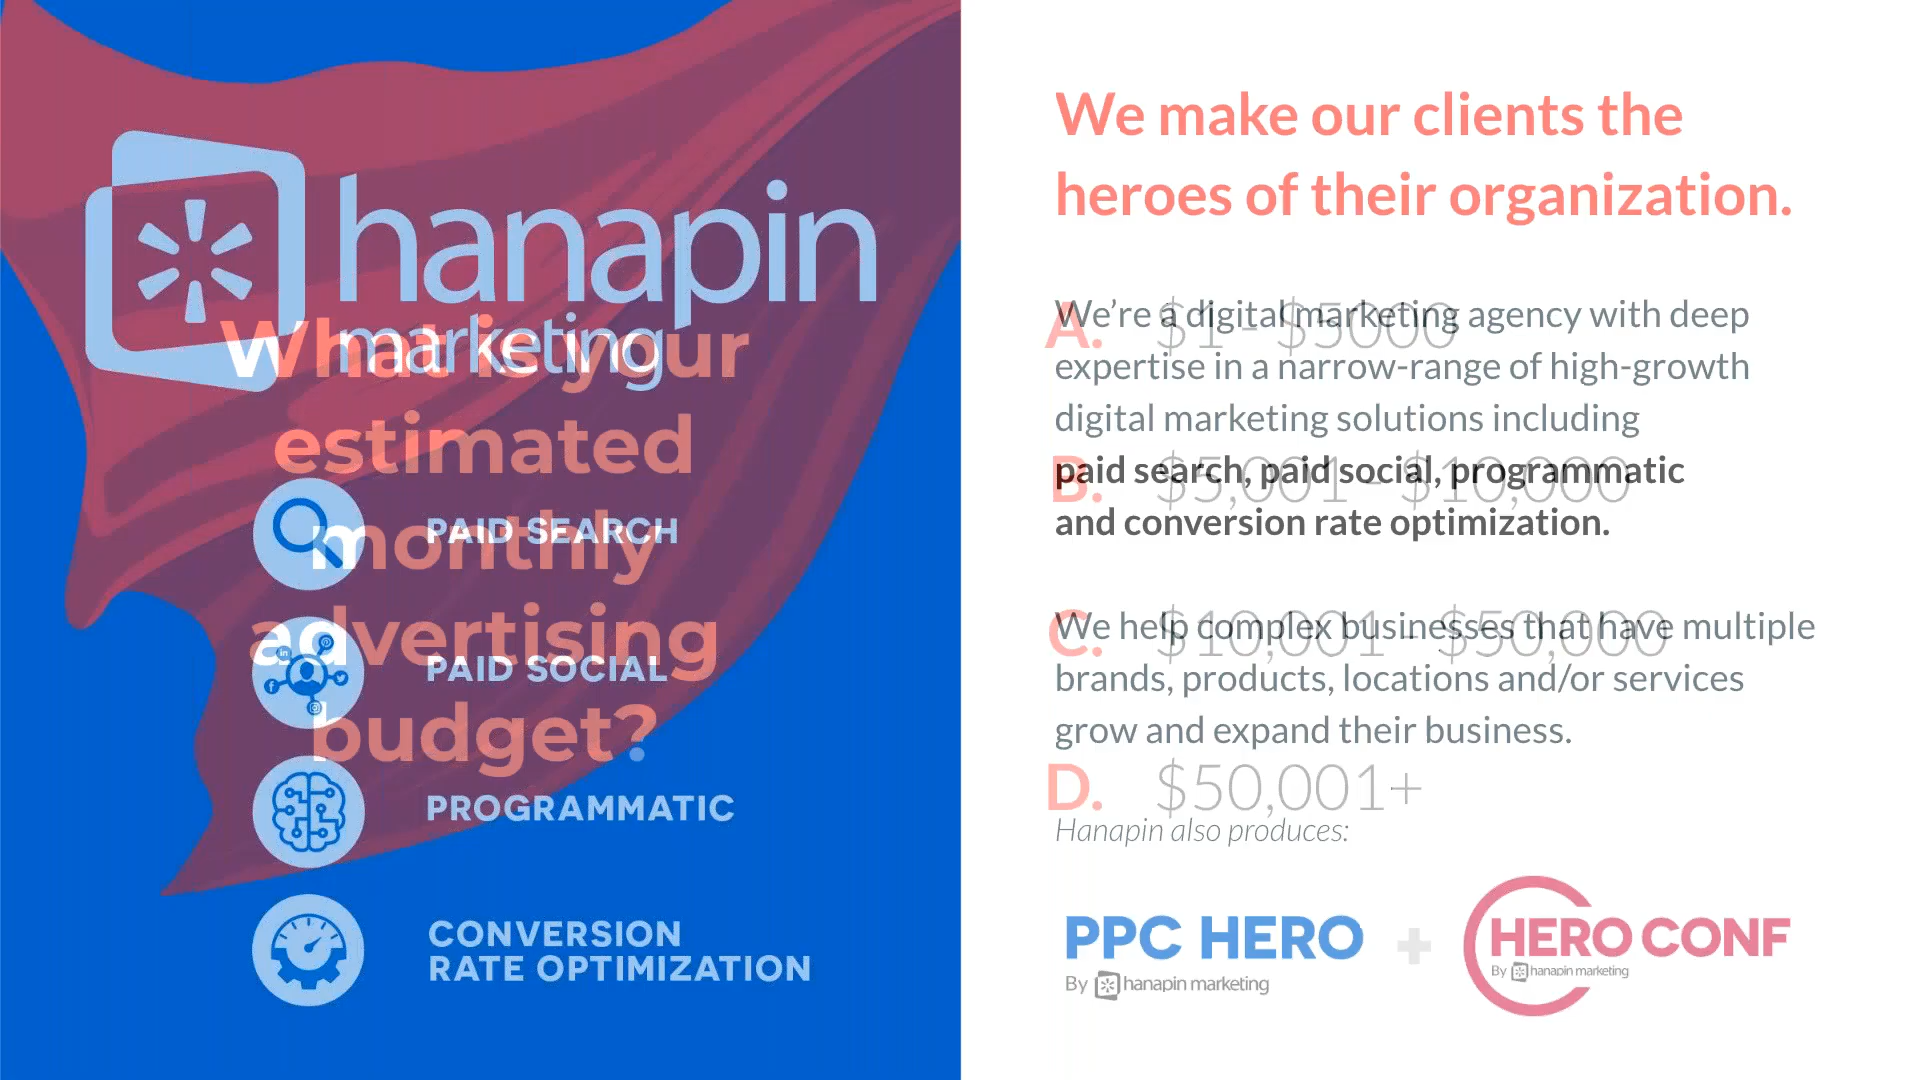 hanapin
marketing
What is your
estimated
monthly
advertising
budget?
PAID SEARCH
PAID SOCIAL
PROGRAMMATIC
CONVERSION
RATE OPTIMIZATION
We make our clients the
heroes of their organization.
We’re a digital marketing agency with deep
expertise in a narrow-range of high-growth
digital marketing solutions including
paid search, paid social, programmatic
and conversion rate optimization.
We help complex businesses that have multiple
brands, products, locations and/or services
grow and expand their business.
A. $1 - $5000
B. $5,001 - $10,000
C. $10,001 - $50,000
D. $50,001+
Hanapin also produces:
PPC HERO
By hanapin marketing
+
HERO CONF
By hanapin marketing